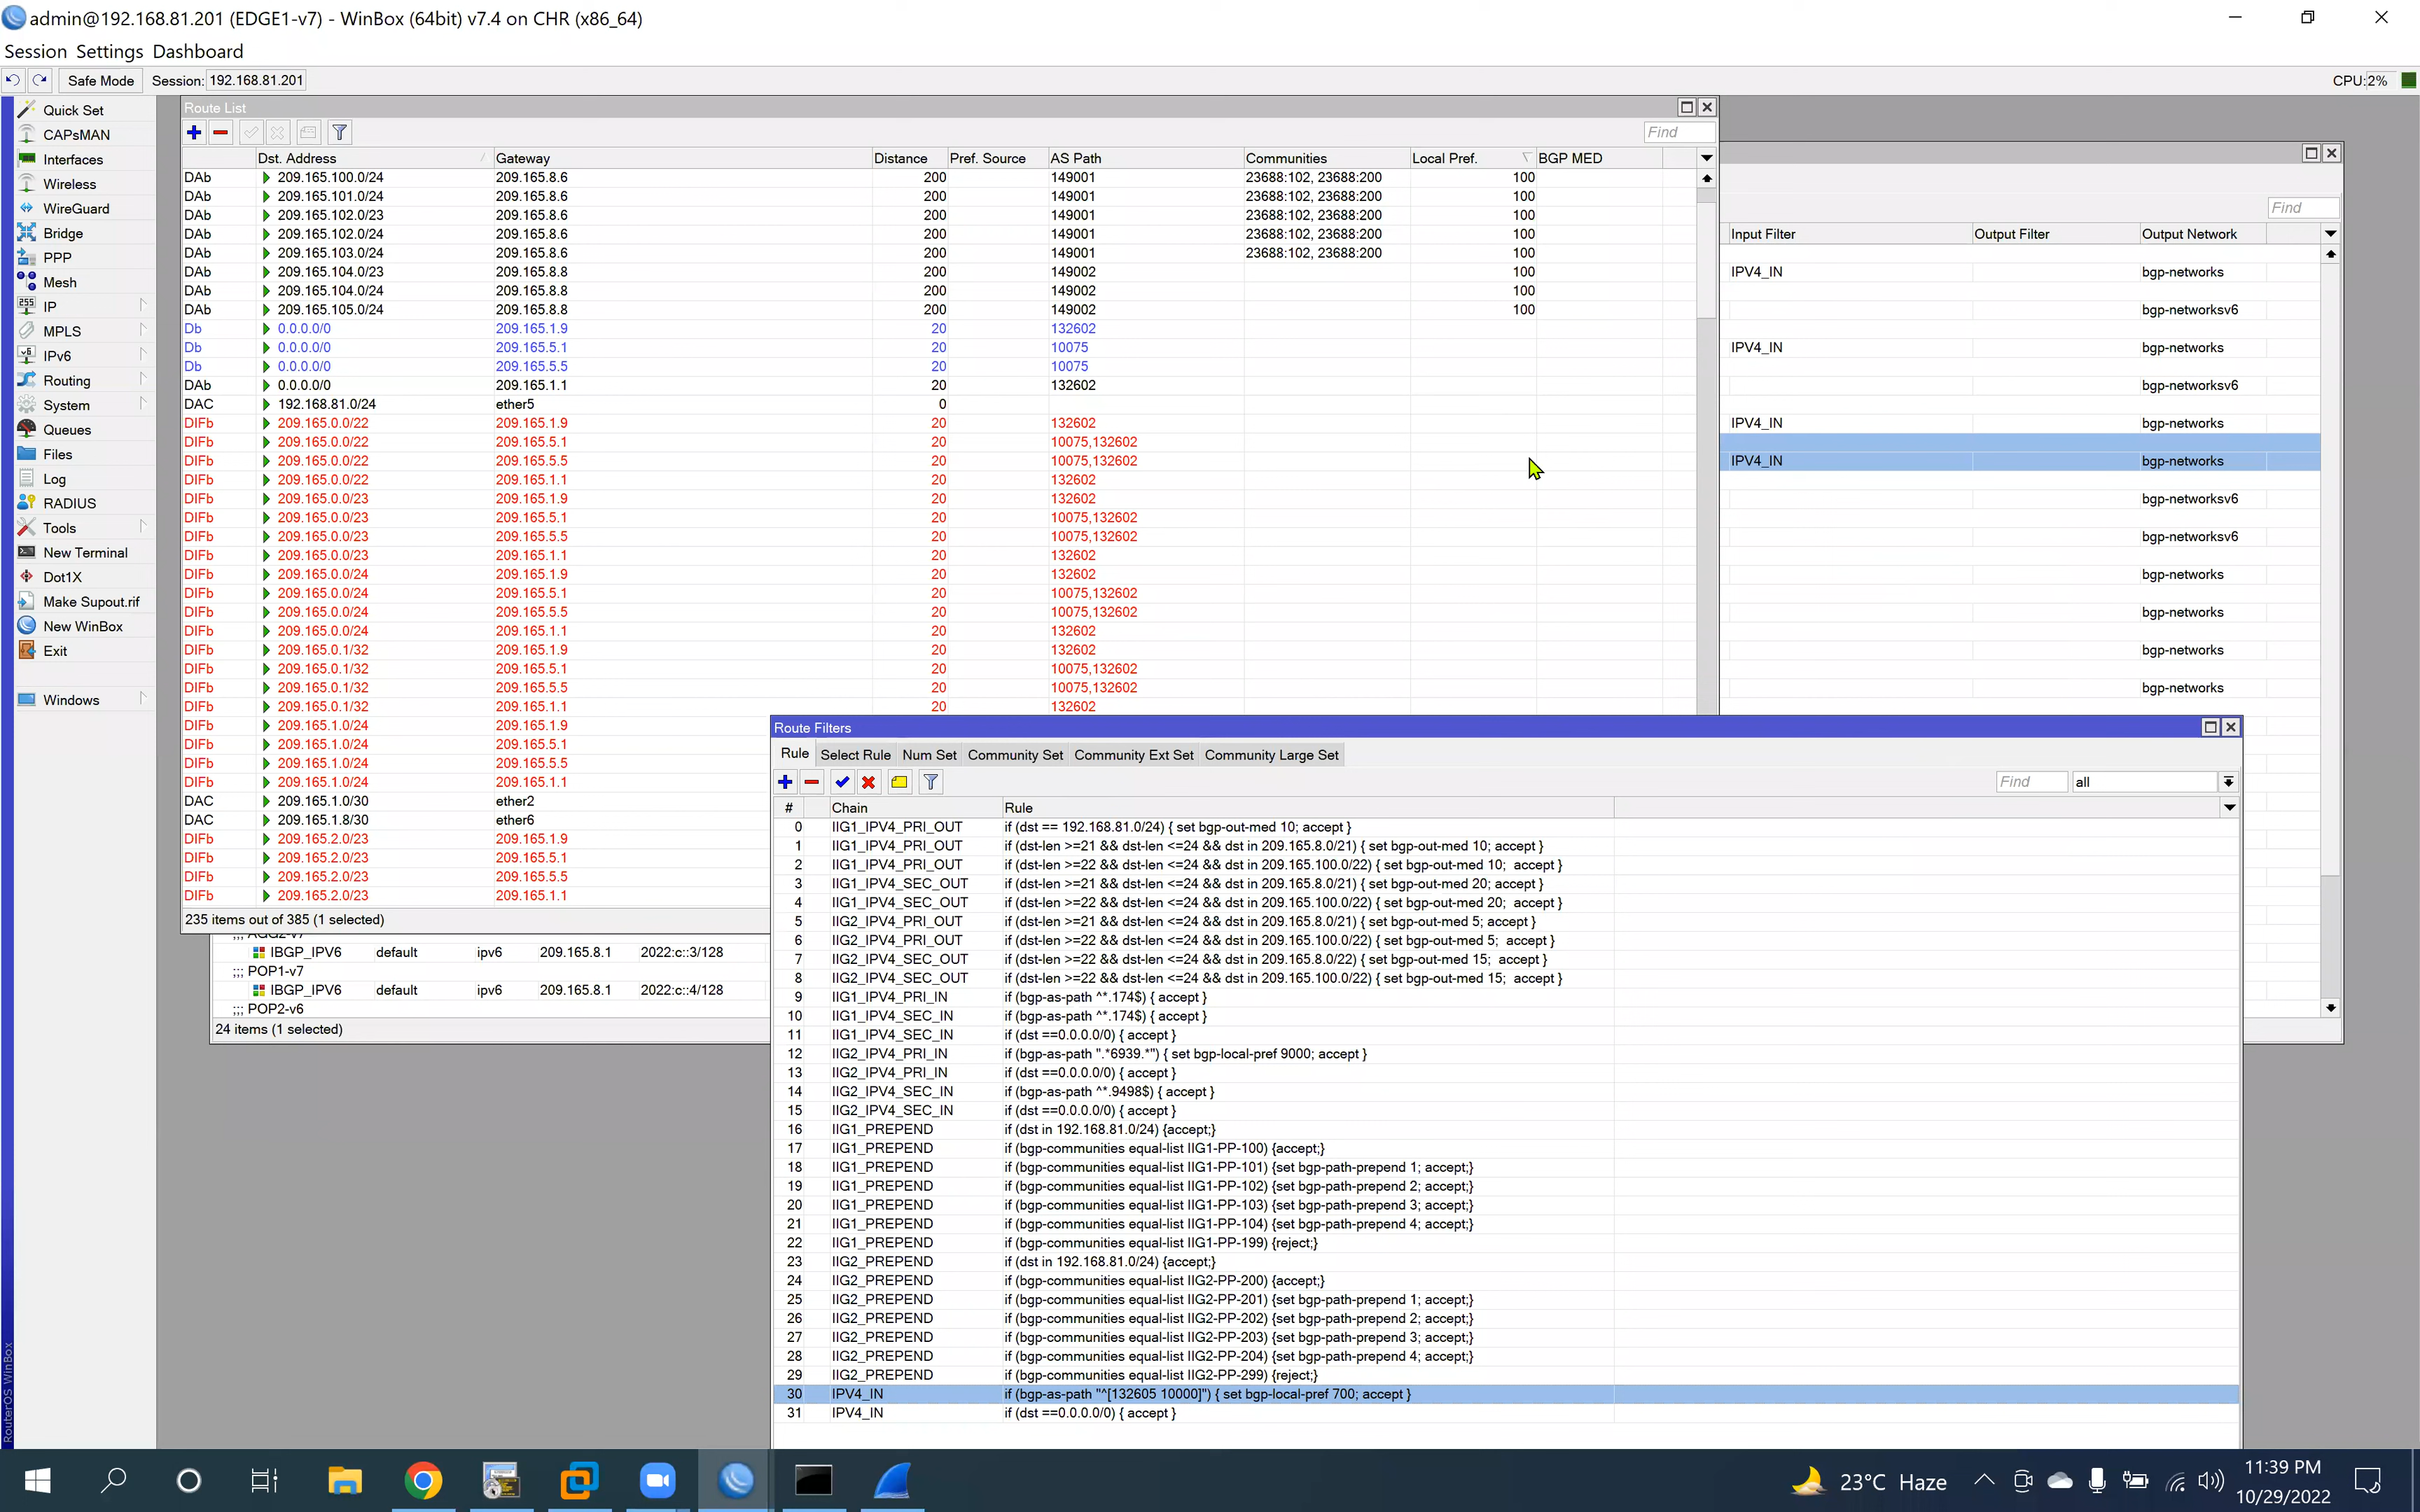 admin@192.168.81.201 (EDGE1-v7) - WinBox (64bit) v7.4 on CHR (x86_64)
Session Settings Dashboard
Safe Mode Session: 192.168.81.201 CPU:2%
Quick Set
CAPsMAN
Interfaces
Wireless
WireGuard
Bridge
PPP
Mesh
IP
MPLS
IPv6
Routing
System
Queues
Files
Log
RADIUS
Tools
New Terminal
Dot1X
Make Supout.rif
New WinBox
Exit
Windows
RouterOS WinBox
Route List
Find
Dst. Address Gateway Distance Pref. Source AS Path Communities Local Pref. BGP MED
DAb 209.165.100.0/24 209.165.8.6 200 149001 23688:102, 23688:200 100
DAb 209.165.101.0/24 209.165.8.6 200 149001 23688:102, 23688:200 100
DAb 209.165.102.0/23 209.165.8.6 200 149001 23688:102, 23688:200 100
DAb 209.165.102.0/24 209.165.8.6 200 149001 23688:102, 23688:200 100
DAb 209.165.103.0/24 209.165.8.6 200 149001 23688:102, 23688:200 100
DAb 209.165.104.0/23 209.165.8.8 200 149002 100
DAb 209.165.104.0/24 209.165.8.8 200 149002 100
DAb 209.165.105.0/24 209.165.8.8 200 149002 100
Db 0.0.0.0/0 209.165.1.9 20 132602
Db 0.0.0.0/0 209.165.5.1 20 10075
Db 0.0.0.0/0 209.165.5.5 20 10075
DAb 0.0.0.0/0 209.165.1.1 20 132602
DAC 192.168.81.0/24 ether5 0
DIFb 209.165.0.0/22 209.165.1.9 20 132602
DIFb 209.165.0.0/22 209.165.5.1 20 10075,132602
DIFb 209.165.0.0/22 209.165.5.5 20 10075,132602
DIFb 209.165.0.0/22 209.165.1.1 20 132602
DIFb 209.165.0.0/23 209.165.1.9 20 132602
DIFb 209.165.0.0/23 209.165.5.1 20 10075,132602
DIFb 209.165.0.0/23 209.165.5.5 20 10075,132602
DIFb 209.165.0.0/23 209.165.1.1 20 132602
DIFb 209.165.0.0/24 209.165.1.9 20 132602
DIFb 209.165.0.0/24 209.165.5.1 20 10075,132602
DIFb 209.165.0.0/24 209.165.5.5 20 10075,132602
DIFb 209.165.0.0/24 209.165.1.1 20 132602
DIFb 209.165.0.1/32 209.165.1.9 20 132602
DIFb 209.165.0.1/32 209.165.5.1 20 10075,132602
DIFb 209.165.0.1/32 209.165.5.5 20 10075,132602
DIFb 209.165.0.1/32 209.165.1.1 20 132602
DIFb 209.165.1.0/24 209.165.1.9
DIFb 209.165.1.0/24 209.165.5.1
DIFb 209.165.1.0/24 209.165.5.5
DIFb 209.165.1.0/24 209.165.1.1
DAC 209.165.1.0/30 ether2
DAC 209.165.1.8/30 ether6
DIFb 209.165.2.0/23 209.165.1.9
DIFb 209.165.2.0/23 209.165.5.1
DIFb 209.165.2.0/23 209.165.5.5
DIFb 209.165.2.0/23 209.165.1.1
235 items out of 385 (1 selected)
Find
Input Filter Output Filter Output Network
IPV4_IN bgp-networks
bgp-networksv6
IPV4_IN bgp-networks
bgp-networksv6
IPV4_IN bgp-networks
IPV4_IN bgp-networks
bgp-networksv6
bgp-networksv6
bgp-networks
bgp-networks
bgp-networks
bgp-networks
;;; AGG2-v7
IBGP_IPV6 default ipv6 209.165.8.1 2022:c::3/128
;;; POP1-v7
IBGP_IPV6 default ipv6 209.165.8.1 2022:c::4/128
;;; POP2-v6
24 items (1 selected)
Route Filters
Rule Select Rule Num Set Community Set Community Ext Set Community Large Set
Find all
# Chain Rule
0 IIG1_IPV4_PRI_OUT if (dst == 192.168.81.0/24) { set bgp-out-med 10; accept }
1 IIG1_IPV4_PRI_OUT if (dst-len >=21 && dst-len <=24 && dst in 209.165.8.0/21) { set bgp-out-med 10; accept }
2 IIG1_IPV4_PRI_OUT if (dst-len >=22 && dst-len <=24 && dst in 209.165.100.0/22) { set bgp-out-med 10; accept }
3 IIG1_IPV4_SEC_OUT if (dst-len >=21 && dst-len <=24 && dst in 209.165.8.0/21) { set bgp-out-med 20; accept }
4 IIG1_IPV4_SEC_OUT if (dst-len >=22 && dst-len <=24 && dst in 209.165.100.0/22) { set bgp-out-med 20; accept }
5 IIG2_IPV4_PRI_OUT if (dst-len >=21 && dst-len <=24 && dst in 209.165.8.0/21) { set bgp-out-med 5; accept }
6 IIG2_IPV4_PRI_OUT if (dst-len >=22 && dst-len <=24 && dst in 209.165.100.0/22) { set bgp-out-med 5; accept }
7 IIG2_IPV4_SEC_OUT if (dst-len >=22 && dst-len <=24 && dst in 209.165.8.0/22) { set bgp-out-med 15; accept }
8 IIG2_IPV4_SEC_OUT if (dst-len >=22 && dst-len <=24 && dst in 209.165.100.0/22) { set bgp-out-med 15; accept }
9 IIG1_IPV4_PRI_IN if (bgp-as-path ^*.174$) { accept }
10 IIG1_IPV4_SEC_IN if (bgp-as-path ^*.174$) { accept }
11 IIG1_IPV4_SEC_IN if (dst ==0.0.0.0/0) { accept }
12 IIG2_IPV4_PRI_IN if (bgp-as-path ".*6939.*") { set bgp-local-pref 9000; accept }
13 IIG2_IPV4_PRI_IN if (dst ==0.0.0.0/0) { accept }
14 IIG2_IPV4_SEC_IN if (bgp-as-path ^*.9498$) { accept }
15 IIG2_IPV4_SEC_IN if (dst ==0.0.0.0/0) { accept }
16 IIG1_PREPEND if (dst in 192.168.81.0/24) {accept;}
17 IIG1_PREPEND if (bgp-communities equal-list IIG1-PP-100) {accept;}
18 IIG1_PREPEND if (bgp-communities equal-list IIG1-PP-101) {set bgp-path-prepend 1; accept;}
19 IIG1_PREPEND if (bgp-communities equal-list IIG1-PP-102) {set bgp-path-prepend 2; accept;}
20 IIG1_PREPEND if (bgp-communities equal-list IIG1-PP-103) {set bgp-path-prepend 3; accept;}
21 IIG1_PREPEND if (bgp-communities equal-list IIG1-PP-104) {set bgp-path-prepend 4; accept;}
22 IIG1_PREPEND if (bgp-communities equal-list IIG1-PP-199) {reject;}
23 IIG2_PREPEND if (dst in 192.168.81.0/24) {accept;}
24 IIG2_PREPEND if (bgp-communities equal-list IIG2-PP-200) {accept;}
25 IIG2_PREPEND if (bgp-communities equal-list IIG2-PP-201) {set bgp-path-prepend 1; accept;}
26 IIG2_PREPEND if (bgp-communities equal-list IIG2-PP-202) {set bgp-path-prepend 2; accept;}
27 IIG2_PREPEND if (bgp-communities equal-list IIG2-PP-203) {set bgp-path-prepend 3; accept;}
28 IIG2_PREPEND if (bgp-communities equal-list IIG2-PP-204) {set bgp-path-prepend 4; accept;}
29 IIG2_PREPEND if (bgp-communities equal-list IIG2-PP-299) {reject;}
30 IPV4_IN if (bgp-as-path "^[132605 10000]") { set bgp-local-pref 700; accept }
31 IPV4_IN if (dst ==0.0.0.0/0) { accept }
23°C Haze
11:39 PM
10/29/2022